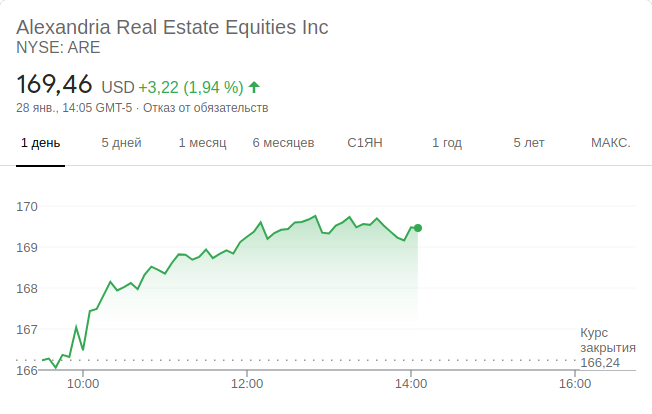 Alexandria Real Estate Equities Inc
NYSE: ARE
169,46 USD +3,22 (1,94 %)
28 янв., 14:05 GMT-5 · Отказ от обязательств
1 день 5 дней 1 месяц 6 месяцев С1ЯН 1 год 5 лет МАКС.
170
169
168
167
166
Курс
закрытия
166,24
10:00 12:00 14:00 16:00